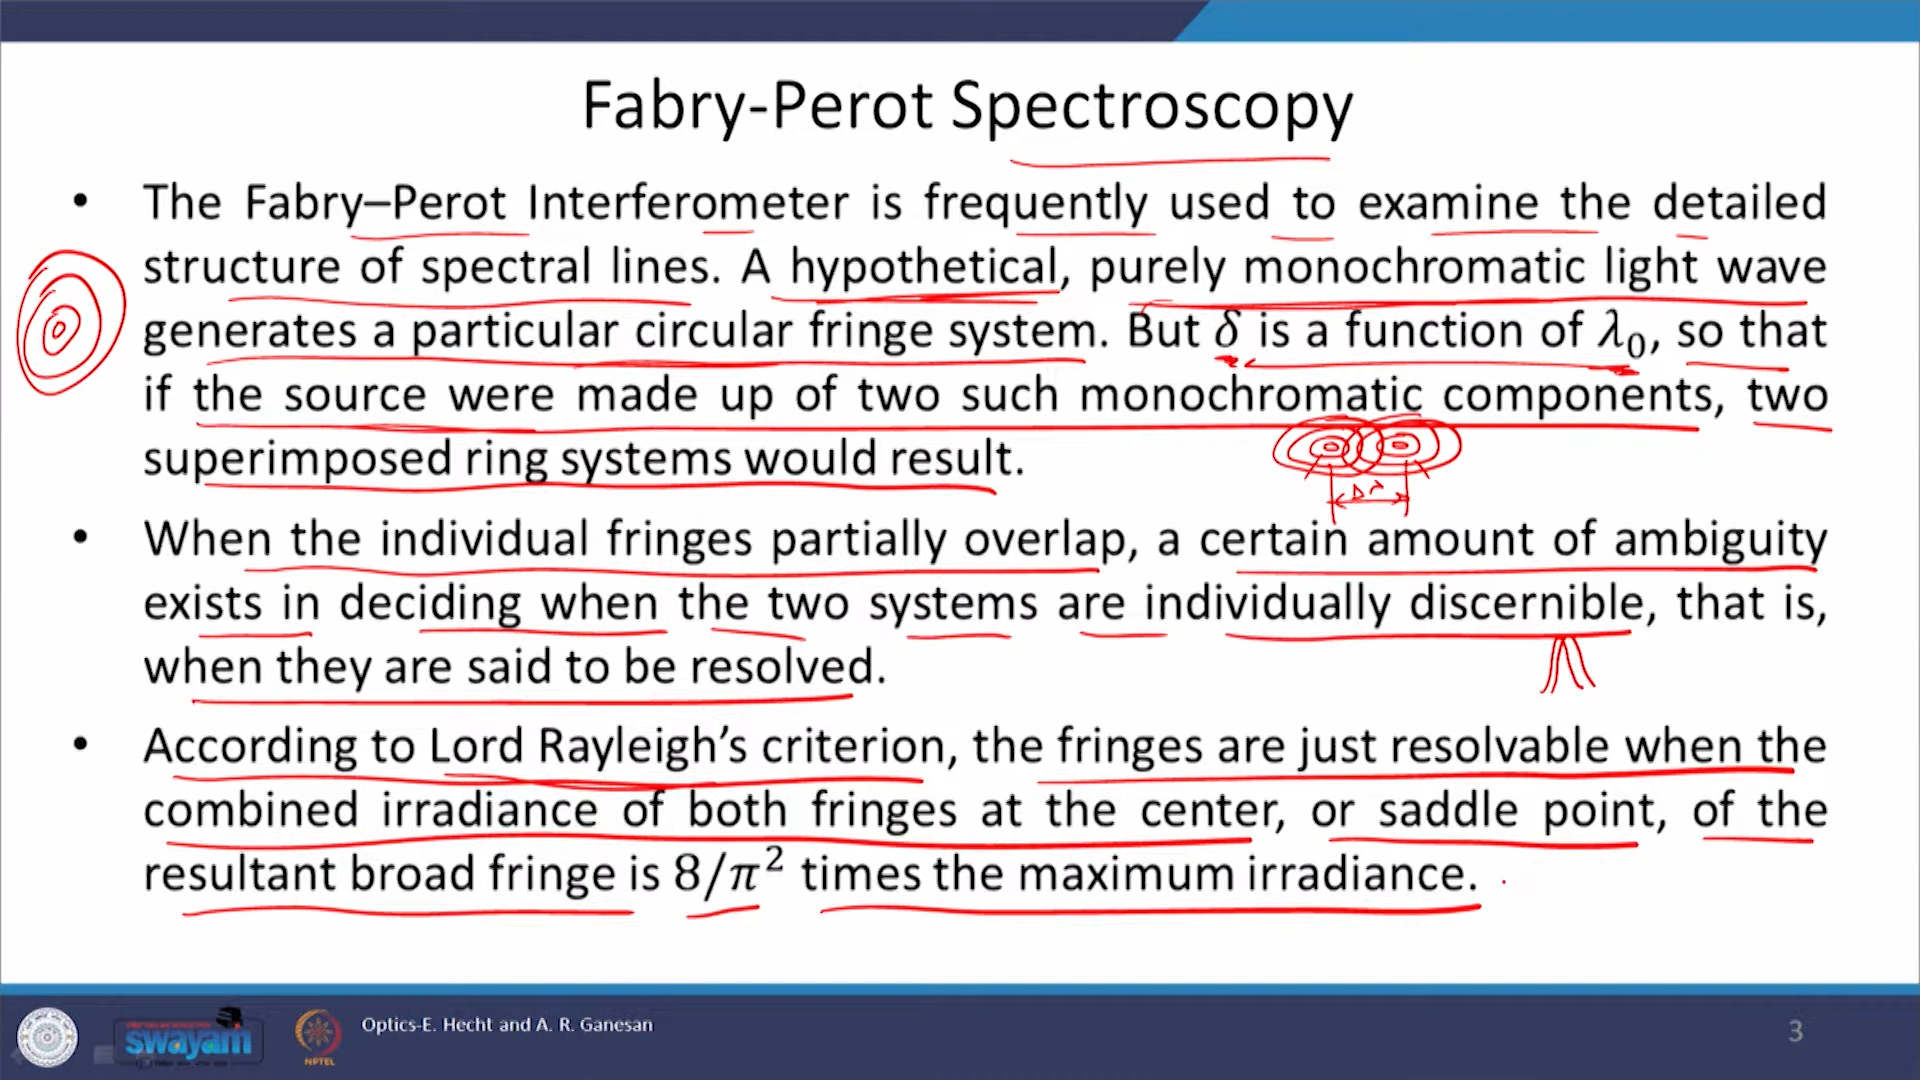 Fabry-Perot Spectroscopy
• The Fabry–Perot Interferometer is frequently used to examine the detailed
structure of spectral lines. A hypothetical, purely monochromatic light wave
generates a particular circular fringe system. But δ is a function of λ₀, so that
if the source were made up of two such monochromatic components, two
superimposed ring systems would result.
Δλ
• When the individual fringes partially overlap, a certain amount of ambiguity
exists in deciding when the two systems are individually discernible, that is,
when they are said to be resolved.
• According to Lord Rayleigh’s criterion, the fringes are just resolvable when the
combined irradiance of both fringes at the center, or saddle point, of the
resultant broad fringe is 8/π² times the maximum irradiance.
swayam
NPTEL
Optics-E. Hecht and A. R. Ganesan
3